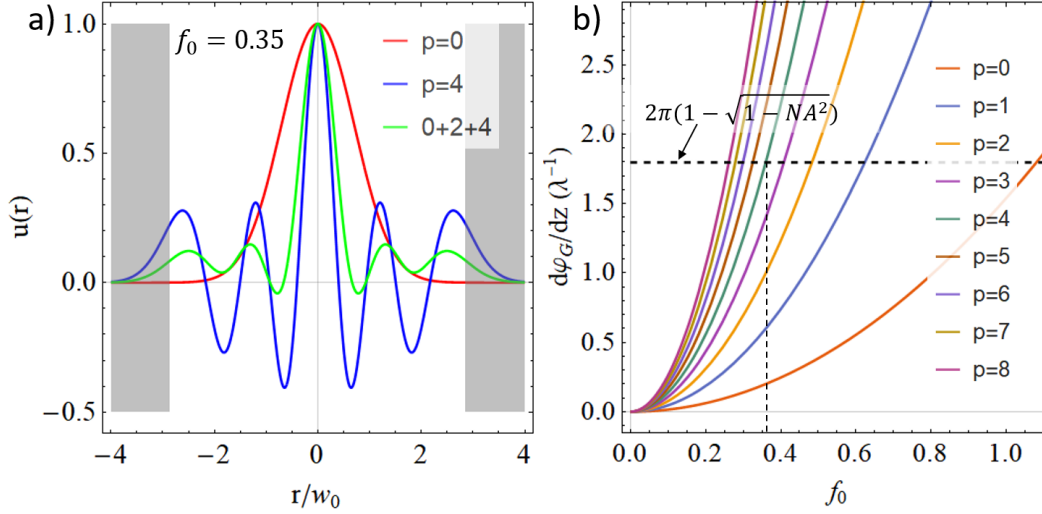 a)
f₀ = 0.35
p=0
p=4
0+2+4
1.0
0.5
0.0
−0.5
u(r)
−4
−2
0
2
4
r/w₀
b)
2π(1 − √(1 − NA²))
2.5
2.0
1.5
1.0
0.5
0.0
dφ_G/dz (λ⁻¹)
p=0
p=1
p=2
p=3
p=4
p=5
p=6
p=7
p=8
0.0
0.2
0.4
0.6
0.8
1.0
f₀